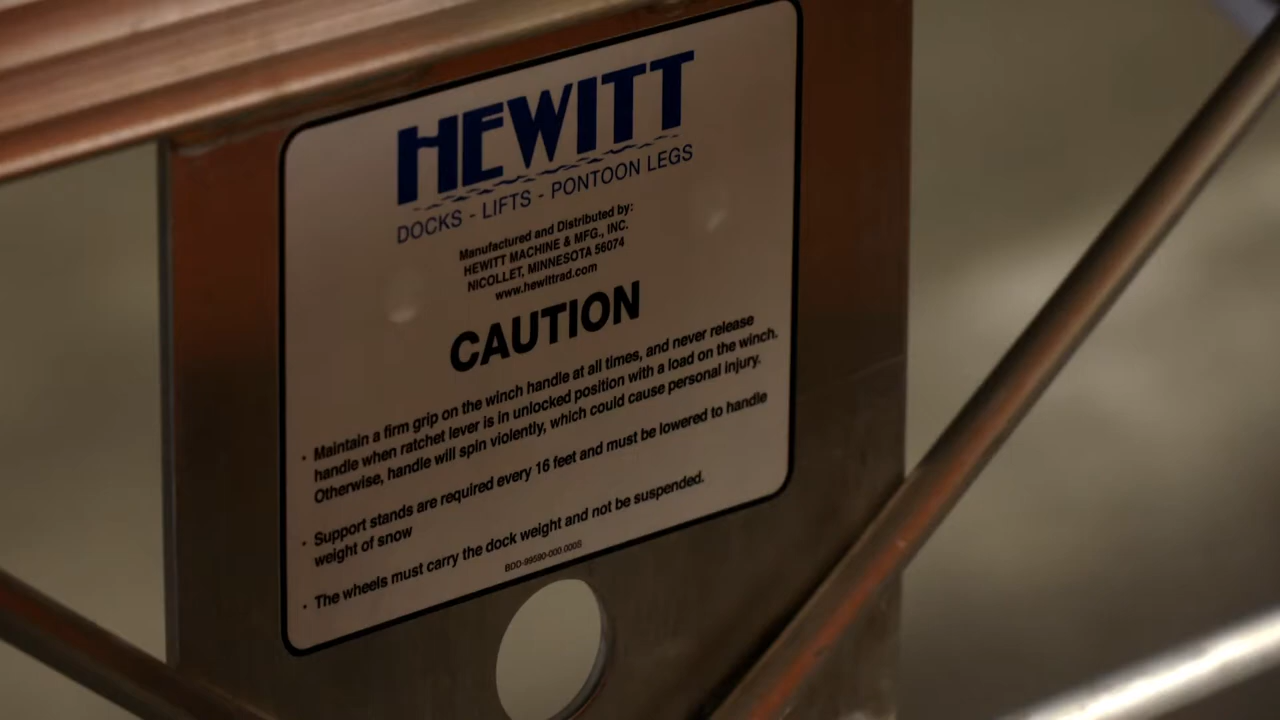 HEWITT
DOCKS - LIFTS - PONTOON LEGS
Manufactured and Distributed by:
HEWITT MACHINE & MFG., INC.
NICOLLET, MINNESOTA 56074
www.hewittrad.com
CAUTION
• Maintain a firm grip on the winch handle at all times, and never release
handle when ratchet lever is in unlocked position with a load on the winch.
Otherwise, handle will spin violently, which could cause personal injury.
• Support stands are required every 16 feet and must be lowered to handle
weight of snow
• The wheels must carry the dock weight and not be suspended.
BDD-99590-000.000S